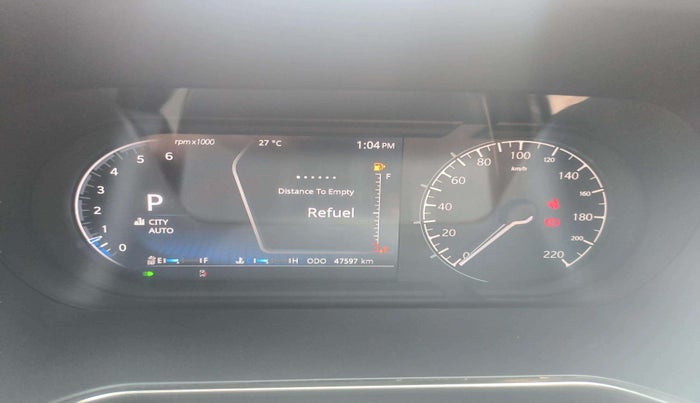 rpm x1000
27 °C
1:04 PM
0 1 2 3 4 5 6
P
CITY
AUTO
Distance To Empty
Refuel
F
E
E F
H ODO 47597 km
0 20 40 60 80 100 120 140 160 180 200 220
km/h